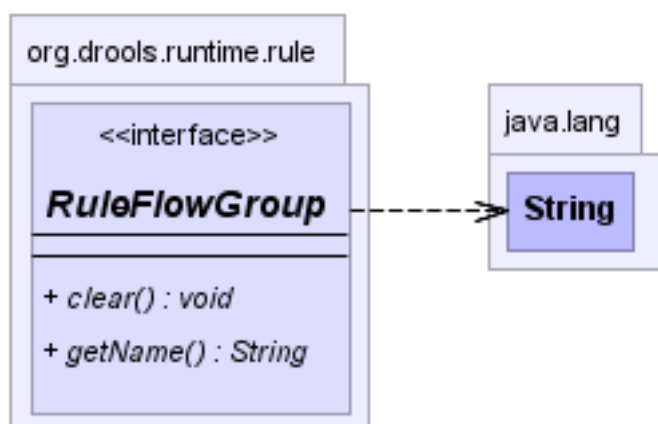 org.drools.runtime.rule
<<interface>>
RuleFlowGroup
+ clear() : void
+ getName() : String
java.lang
String